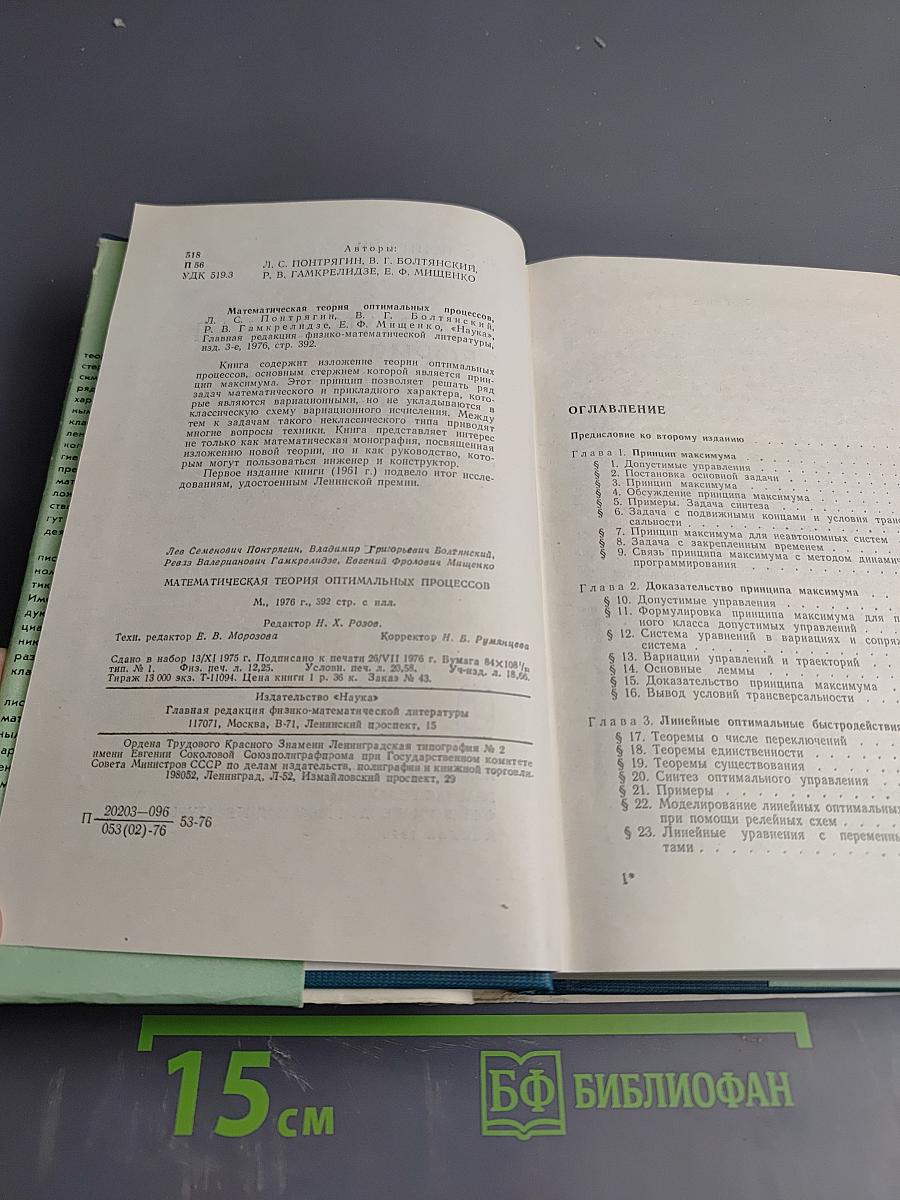 518
П 56
УДК 519.3
Авторы:
Л. С. ПОНТРЯГИН, В. Г. БОЛТЯНСКИЙ,
Р. В. ГАМКРЕЛИДЗЕ, Е. Ф. МИЩЕНКО
Математическая теория оптимальных процессов,
Л. С. Понтрягин, В. Г. Болтянский,
Р. В. Гамкрелидзе, Е. Ф. Мищенко, «Наука»,
Главная редакция физико-математической литературы,
изд. 3-е, 1976, стр. 392.
Книга содержит изложение теории оптимальных
процессов, основным стержнем которой является прин-
цип максимума. Этот принцип позволяет решать ряд
задач математического и прикладного характера, кото-
рые являются вариационными, но не укладываются в
классическую схему вариационного исчисления. Между
тем к задачам такого неклассического типа приводят
многие вопросы техники. Книга представляет интерес
не только как математическая монография, посвященная
изложению новой теории, но и как руководство, кото-
рым могут пользоваться инженер и конструктор.
Первое издание книги (1961 г.) подвело итог иссле-
дованиям, удостоенным Ленинской премии.
Лев Семенович Понтрягин, Владимир Григорьевич Болтянский,
Реваз Валерианович Гамкрелидзе, Евгений Фролович Мищенко
МАТЕМАТИЧЕСКАЯ ТЕОРИЯ ОПТИМАЛЬНЫХ ПРОЦЕССОВ
М., 1976 г., 392 стр. с илл.
Редактор Н. Х. Розов.
Техн. редактор Е. В. Морозова Корректор Н. Б. Румянцева
Сдано в набор 13/XI 1975 г. Подписано к печати 26/VII 1976 г. Бумага 84×108¹/₃₂
тип. № 1. Физ. печ. л. 12,25. Условн. печ. л. 20,58. Уч-изд. л. 18,66.
Тираж 13 000 экз. Т-11094. Цена книги 1 р. 36 к. Заказ № 43.
Издательство «Наука»
Главная редакция физико-математической литературы
117071, Москва, В-71, Ленинский проспект, 15
Ордена Трудового Красного Знамени Ленинградская типография № 2
имени Евгении Соколовой Союзполиграфпрома при Государственном комитете
Совета Министров СССР по делам издательств, полиграфии и книжной торговли.
198052, Ленинград, Л-52, Измайловский проспект, 29
П 20203—096
053(02)-76 53-76
ОГЛАВЛЕНИЕ
Предисловие ко второму изданию
Глава 1. Принцип максимума
§ 1. Допустимые управления
§ 2. Постановка основной задачи
§ 3. Принцип максимума
§ 4. Обсуждение принципа максимума
§ 5. Примеры. Задача синтеза
§ 6. Задача с подвижными концами и условия транс
сальности
§ 7. Принцип максимума для неавтономных систем
§ 8. Задача с закрепленным временем
§ 9. Связь принципа максимума с методом динамич
программирования
Глава 2. Доказательство принципа максимума
§ 10. Допустимые управления
§ 11. Формулировка принципа максимума для п
ного класса допустимых управлений
§ 12. Система уравнений в вариациях и сопряж
система
§ 13. Вариации управлений и траекторий
§ 14. Основные леммы
§ 15. Доказательство принципа максимума
§ 16. Вывод условий трансверсальности
Глава 3. Линейные оптимальные быстродействия
§ 17. Теоремы о числе переключений
§ 18. Теоремы единственности
§ 19. Теоремы существования
§ 20. Синтез оптимального управления
§ 21. Примеры
§ 22. Моделирование линейных оптимальных
при помощи релейных схем
§ 23. Линейные уравнения с переменны
тами
1*
15 см
БФ БИБЛИОФАН